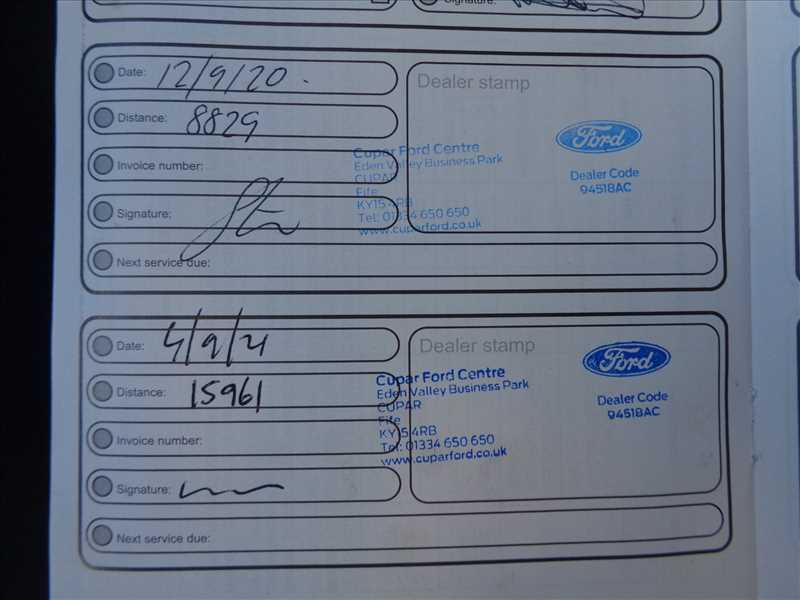 Signature:
Date: 12/9/20 .
Dealer stamp
Distance: 8829
Ford
Cupar Ford Centre
Eden Valley Business Park
CUPAR
Fife
KY15 4RB
Tel: 01334 650 650
www.cuparford.co.uk
Dealer Code
94518AC
Invoice number:
Signature:
Next service due:
Date: 4/9/21
Dealer stamp
Distance: 15961
Ford
Cupar Ford Centre
Eden Valley Business Park
CUPAR
Fife
KY15 4RB
Tel: 01334 650 650
www.cuparford.co.uk
Dealer Code
94518AC
Invoice number:
Signature:
Next service due: